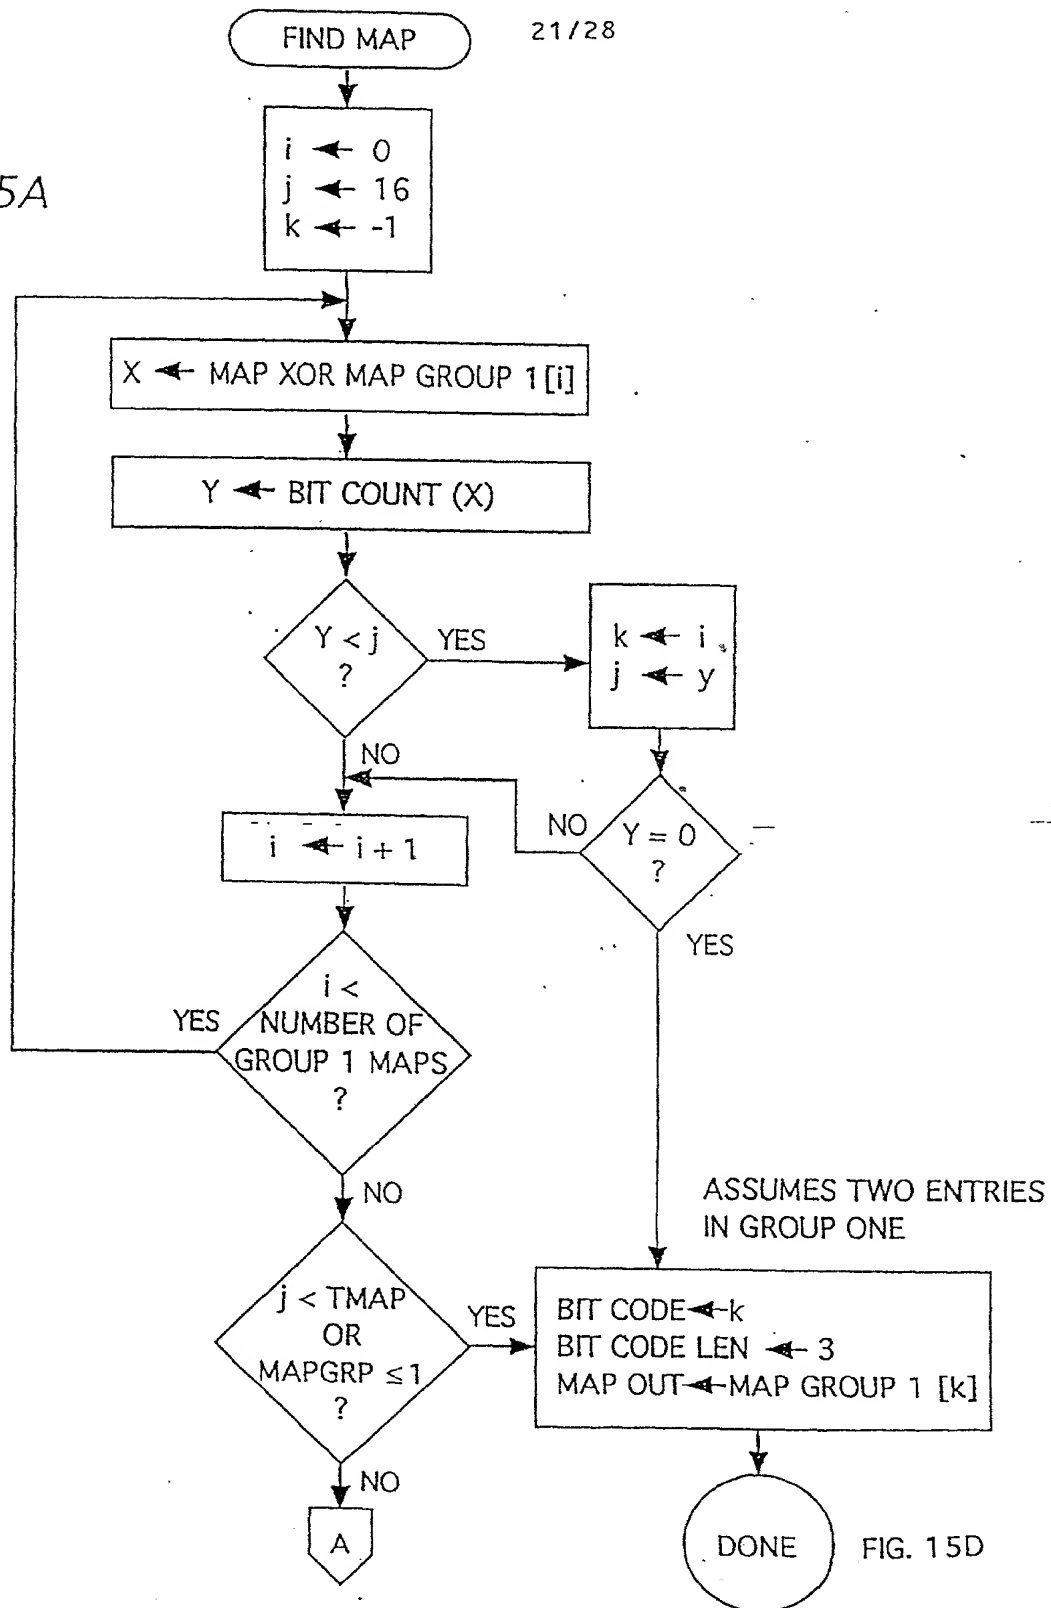 FIND MAP
21/28
5A
i ← 0
j ← 16
k ← -1
X ← MAP XOR MAP GROUP 1[i]
Y ← BIT COUNT (X)
Y < j
?
YES
k ← i
j ← y
NO
i ← i + 1
NO
Y = 0
?
YES
i <
NUMBER OF
GROUP 1 MAPS
?
YES
NO
ASSUMES TWO ENTRIES
IN GROUP ONE
j < TMAP
OR
MAPGRP ≤1
?
YES
BIT CODE←k
BIT CODE LEN ← 3
MAP OUT←MAP GROUP 1 [k]
NO
A
DONE
FIG. 15D